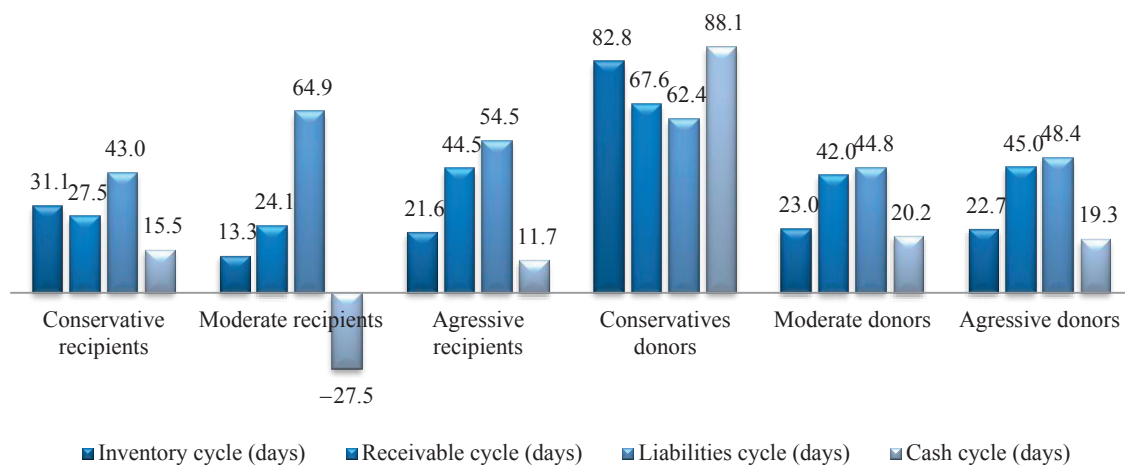 88.1
82.8
67.6
64.9
62.4
54.5
48.4
44.8
45.0
44.5
43.0
42.0
31.1
27.5
24.1
23.0
22.7
21.6
20.2
19.3
15.5
13.3
11.7
Conservative
recipients
Moderate recipients
Agressive
recipients
Conservatives
donors
Moderate donors
Agressive donors
−27.5
Inventory cycle (days)
Receivable cycle (days)
Liabilities cycle (days)
Cash cycle (days)